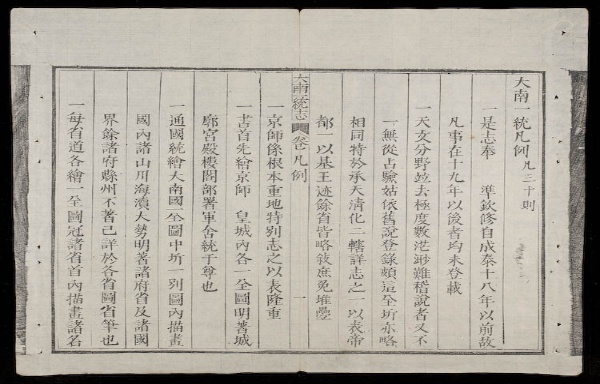 大南一統凡例凡三十則
一是志奉　準欽修自成泰十八年以前故
凡事在十九年以後者均未登載
一天文分野茲去極度數茫渺難稽說者又不
一無從占驗姑依舊說登錄頗這全圻亦略
相同特於承天清化二轄詳志之一以表帝
都一以基王迹餘省皆略敘庶免堆疊
大南一統志　卷　凡例　一
一京師係根本重地特別志之以表隆重
一書首先繪京師　皇城內各一全圖明著城
廓宮殿樓閣部署軍舍統于尊也
一通國統繪大南國全圖中圻一列圖內描畫
國內諸山川海濱大勢明著諸府省及諸國
界餘諸府縣州不著已詳於各省圖省筆也
一每省道各繪一全圖冠諸省首內描畫諸名